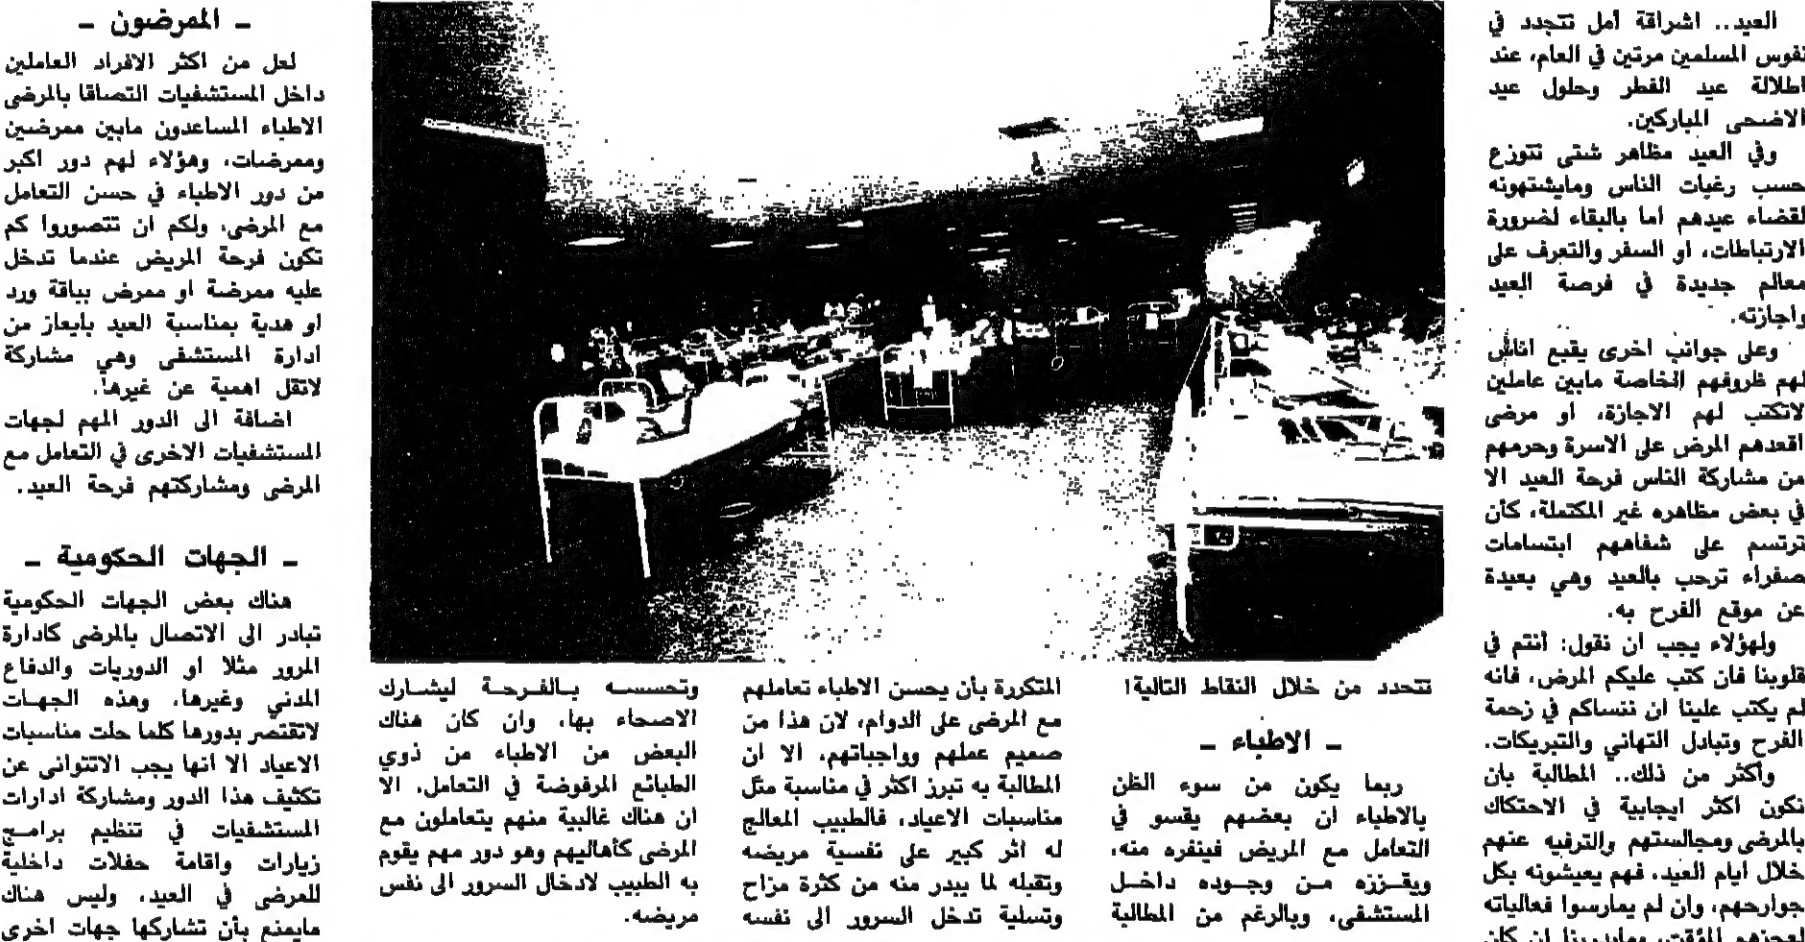 العيد.. اشراقة أمل تتجدد في
نفوس المسلمين مرتين في العام، عند
اطلالة عيد الفطر وحلول عيد
الاضحى المباركين.
وفي العيد مظاهر شتى تتوزع
حسب رغبات الناس ومايشتهونه
لقضاء عيدهم اما بالبقاء لضرورة
الارتباطات، او السفر والتعرف على
معالم جديدة في فرصة العيد
واجازته.
وعلى جوانب اخرى يقبع اناس
لهم ظروفهم الخاصة مابين عاملين
لاتكتب لهم الاجازة، او مرضى
اقعدهم المرض على الاسرة وحرمهم
من مشاركة الناس فرحة العيد الا
في بعض مظاهره غير المكتملة، كأن
ترتسم على شفاههم ابتسامات
صفراء ترحب بالعيد وهي بعيدة
عن موقع الفرح به.
ولهؤلاء يجب ان نقول: أنتم في
قلوبنا فان كتب عليكم المرض، فانه
لم يكتب علينا ان ننساكم في زحمة
الفرح وتبادل التهاني والتبريكات.
وأكثر من ذلك.. المطالبة بان
نكون اكثر ايجابية في الاحتكاك
بالمرضى ومجالستهم والترفيه عنهم
خلال ايام العيد، فهم يعيشونه بكل
جوارحهم، وان لم يمارسوا فعالياته
لعجزهم المؤقت، ان كان
تتحدد من خلال النقاط التالية!
ـ الاطباء ـ
ربما يكون من سوء الظن
بالاطباء ان بعضهم يقسو في
التعامل مع المريض فينفره منه،
ويقـززه مـن وجـوده داخـل
المستشفى، وبالرغم من المطالبة
المتكررة بأن يحسن الاطباء تعاملهم
مع المرضى على الدوام، لان هذا من
صميم عملهم وواجباتهم، الا ان
المطالبة به تبرز اكثر في مناسبة مثل
مناسبات الاعياد، فالطبيب المعالج
له اثر كبير على نفسية مريضه
وتقبله لما يبدر منه من كثرة مزاح
وتسلية تدخل السرور الى نفسه
وتحسسـه بـالفـرحـة ليشـارك
الاصحاء بها، وان كان هناك
البعض من الاطباء من ذوي
الطبائع المرفوضة في التعامل، الا
ان هناك غالبية منهم يتعاملون مع
المرضى كأهاليهم وهو دور مهم يقوم
به الطبيب لادخال السرور الى نفس
مريضه.
ـ الممرضون ـ
لعل من اكثر الافراد العاملين
داخل المستشفيات التصاقا بالمرضى
الاطباء المساعدون مابين ممرضين
وممرضات، وهؤلاء لهم دور اكبر
من دور الاطباء في حسن التعامل
مع المرضى، ولكم ان تتصوروا كم
تكون فرحة المريض عندما تدخل
عليه ممرضة او ممرض بباقة ورد
او هدية بمناسبة العيد بايعاز من
ادارة المستشفى وهي مشاركة
لاتقل اهمية عن غيرها.
اضافة الى الدور المهم لجهات
المستشفيات الاخرى في التعامل مع
المرضى ومشاركتهم فرحة العيد.
ـ الجهات الحكومية ـ
هناك بعض الجهات الحكومية
تبادر الى الاتصال بالمرضى كادارة
المرور مثلا او الدوريات والدفاع
المدني وغيرها، وهذه الجهـات
لاتقتصر بدورها كلما حلت مناسبات
الاعياد الا انها يجب الاتتوانى عن
تكثيف هذا الدور ومشاركة ادارات
المستشفيات في تنظيم برامـج
زيارات واقامة حفلات داخلية
للمرضى في العيد، وليس هناك
مايمنع بأن تشاركها جهات اخرى